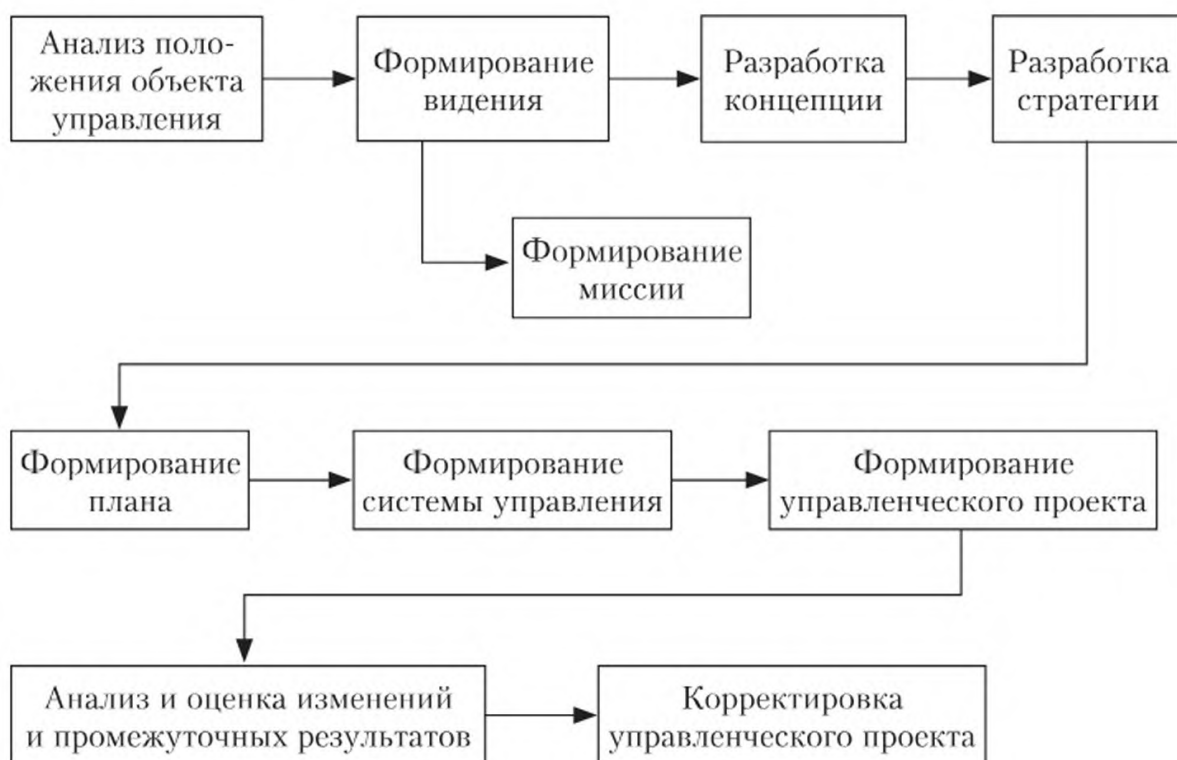 Анализ поло-
жения объекта
управления
Формирование
видения
Разработка
концепции
Разработка
стратегии
Формирование
миссии
Формирование
плана
Формирование
системы управления
Формирование
управленческого проекта
Анализ и оценка изменений
и промежуточных результатов
Корректировка
управленческого проекта